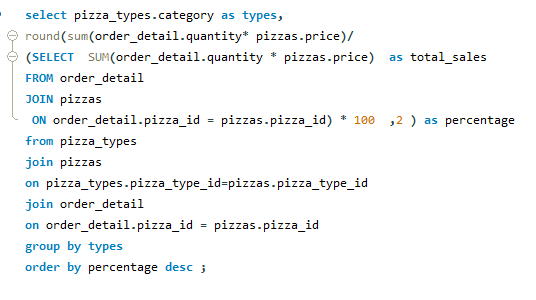 select pizza_types.category as types,
round(sum(order_detail.quantity* pizzas.price)/
(SELECT  SUM(order_detail.quantity * pizzas.price)  as total_sales
FROM order_detail
JOIN pizzas
ON order_detail.pizza_id = pizzas.pizza_id) * 100  ,2 ) as percentage
from pizza_types
join pizzas
on pizza_types.pizza_type_id=pizzas.pizza_type_id
join order_detail
on order_detail.pizza_id = pizzas.pizza_id
group by types
order by percentage desc ;